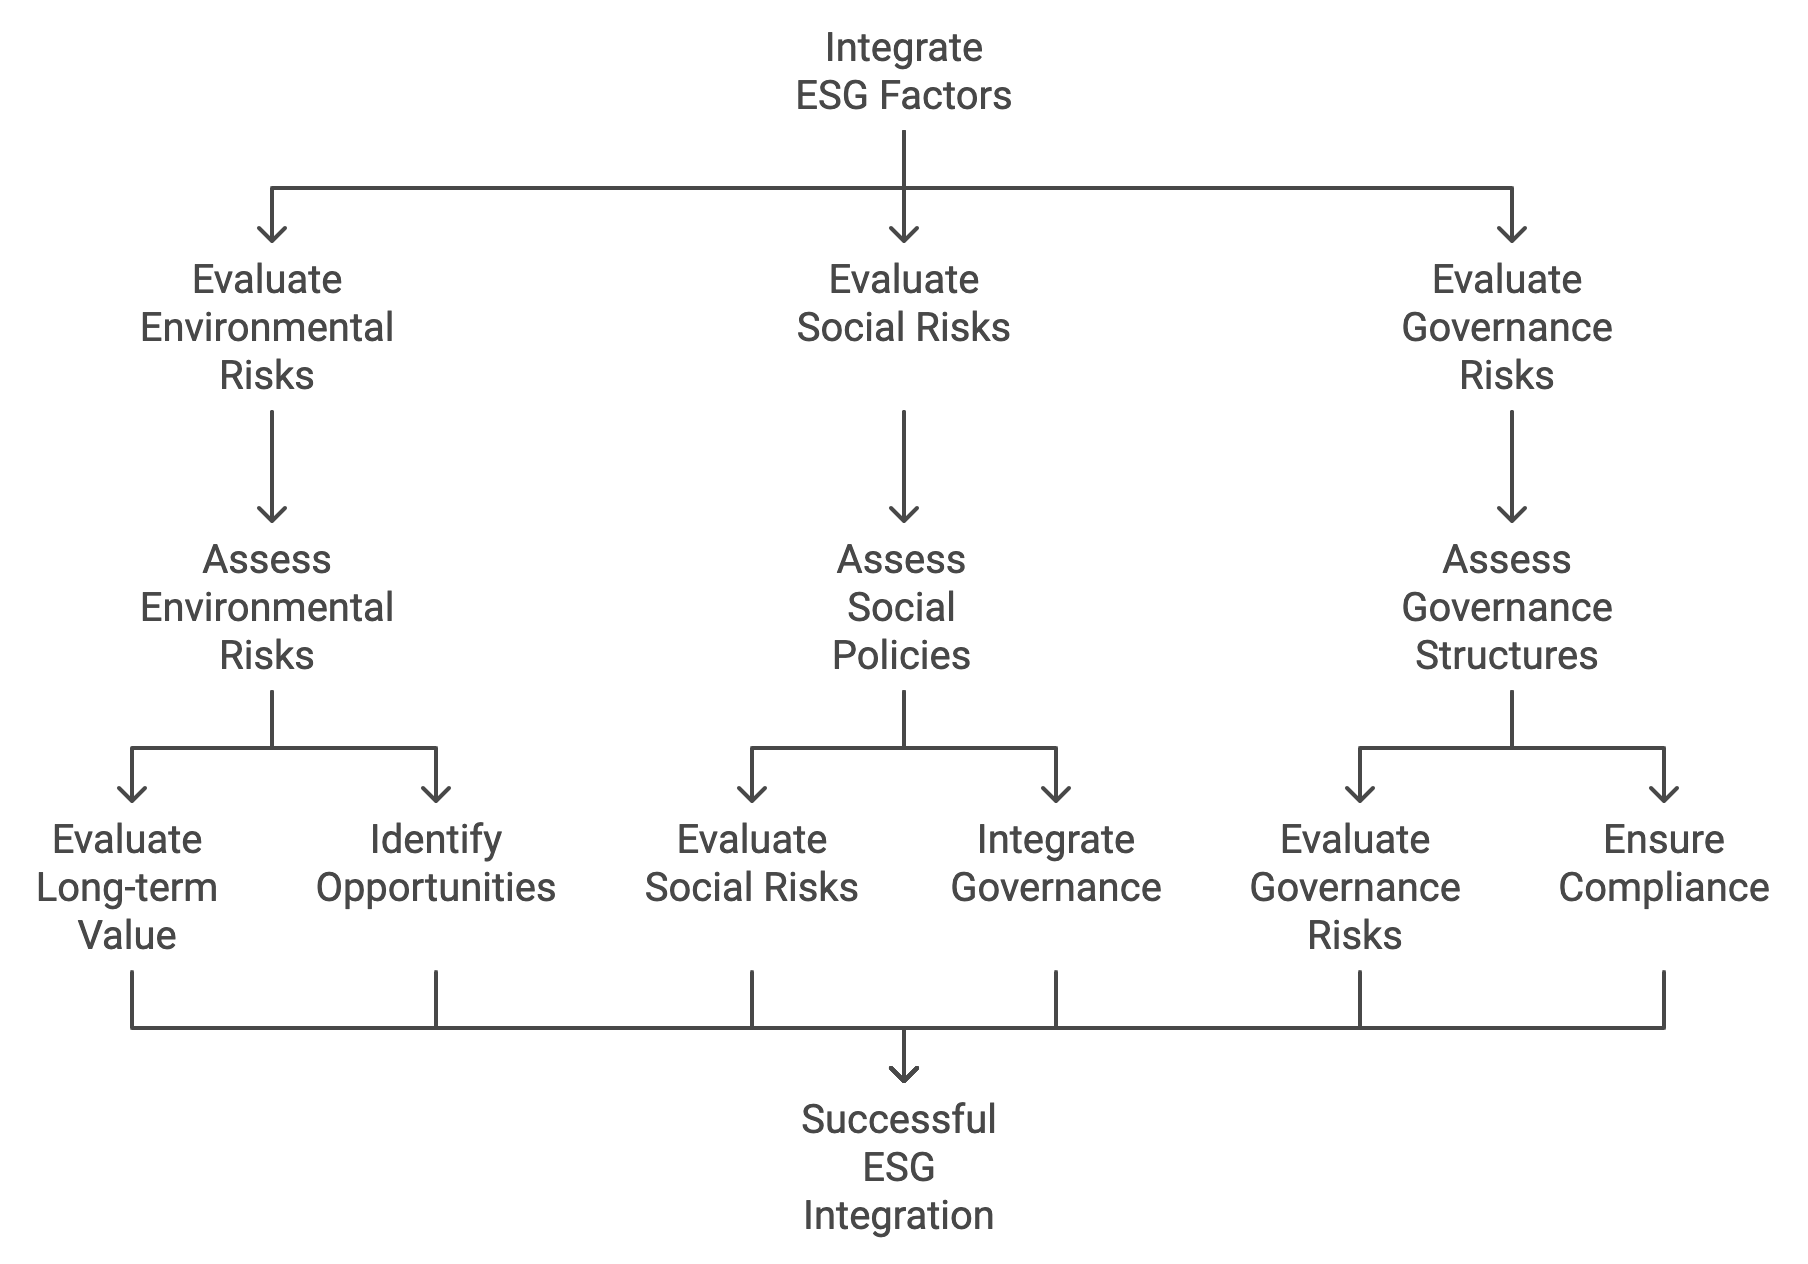 Integrate
ESG Factors
Evaluate
Environmental
Risks
Evaluate
Social Risks
Evaluate
Governance
Risks
Assess
Environmental
Risks
Assess
Social
Policies
Assess
Governance
Structures
Evaluate
Long-term
Value
Identify
Opportunities
Evaluate
Social Risks
Integrate
Governance
Evaluate
Governance
Risks
Ensure
Compliance
Successful
ESG
Integration